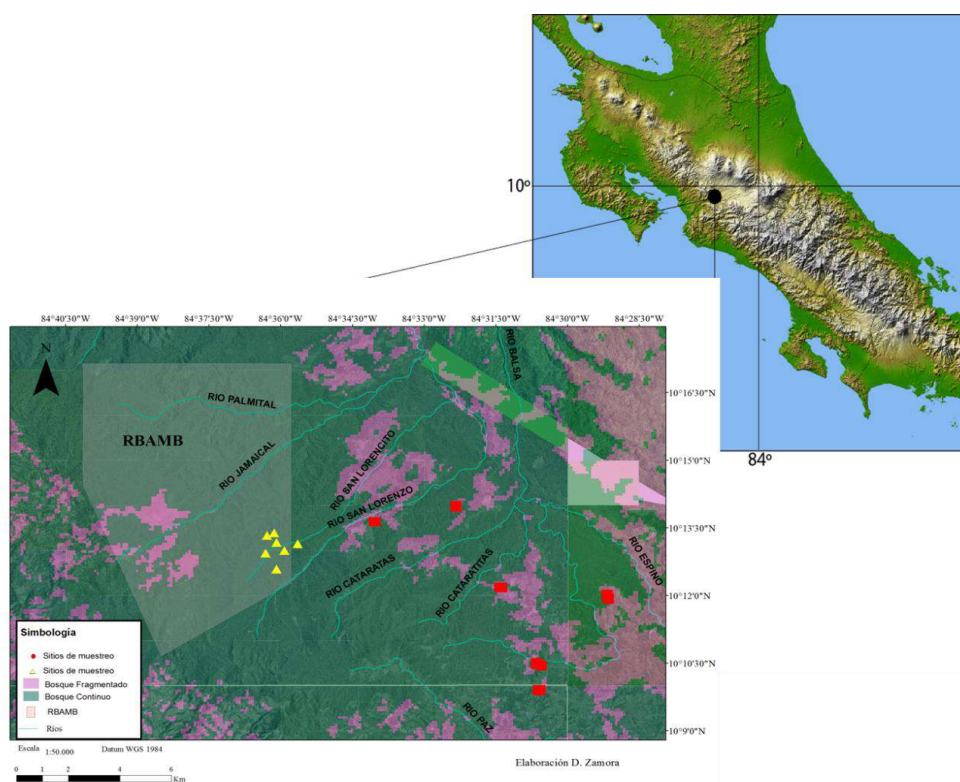 10º
84º
84°40'30"W 84°39'0"W 84°37'30"W 84°36'0"W 84°34'30"W 84°33'0"W 84°31'30"W 84°30'0"W 84°28'30"W
N
RIO BALSA
10°16'30"N
RIO PALMITAL
RBAMB
RIO JAMAICAL
RIO SAN LORENCITO
10°15'0"N
RIO SAN LORENZO
10°13'30"N
RIO ESPINO
RIO CATARATAS
RIO CATARATITAS
10°12'0"N
10°10'30"N
RIO PAZ
10°9'0"N
Simbología
Sitios de muestreo
Sitios de muestreo
Bosque Fragmentado
Bosque Continuo
RBAMB
Ríos
Escala 1:50.000 Datum WGS 1984
Elaboración D. Zamora
0 1 2 4 6
Km